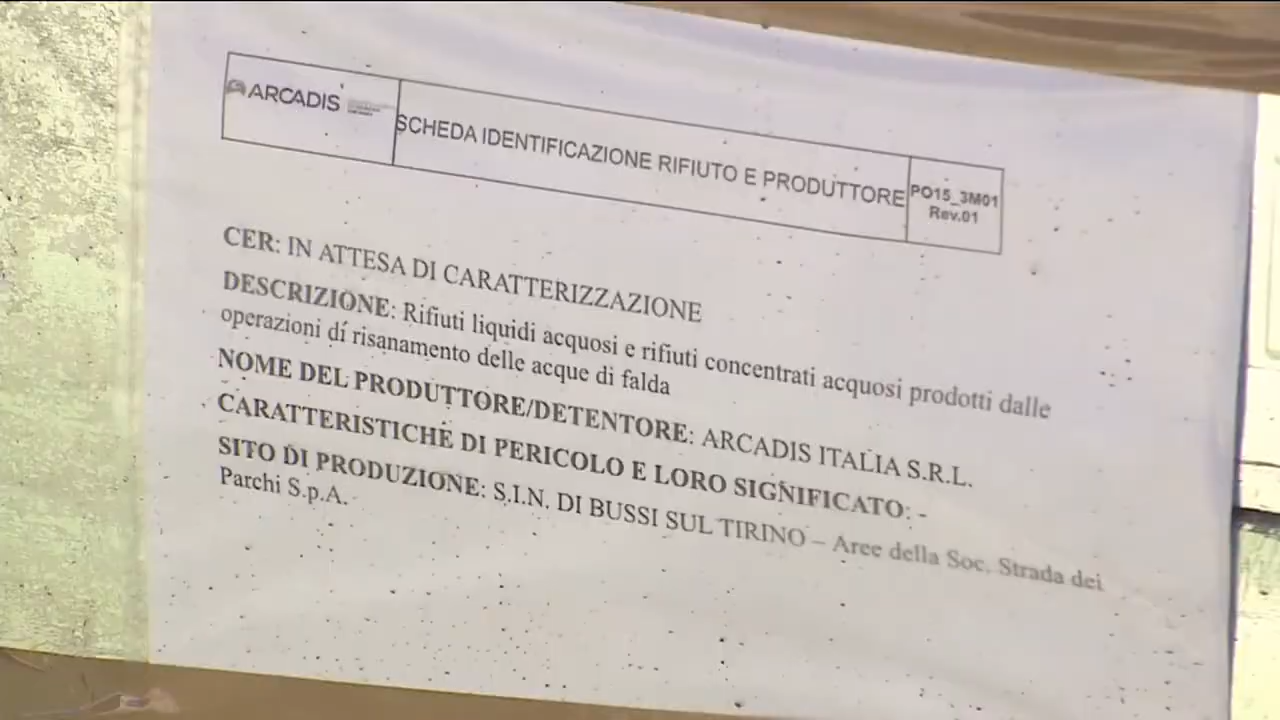 ARCADIS
SCHEDA IDENTIFICAZIONE RIFIUTO E PRODUTTORE
PO15_3M01
Rev.01
CER: IN ATTESA DI CARATTERIZZAZIONE
DESCRIZIONE: Rifiuti liquidi acquosi e rifiuti concentrati acquosi prodotti dalle
operazioni di risanamento delle acque di falda
NOME DEL PRODUTTORE/DETENTORE: ARCADIS ITALIA S.R.L.
CARATTERISTICHE DI PERICOLO E LORO SIGNIFICATO: -
SITO DI PRODUZIONE: S.I.N. DI BUSSI SUL TIRINO – Aree della Soc. Strada dei
Parchi S.p.A.